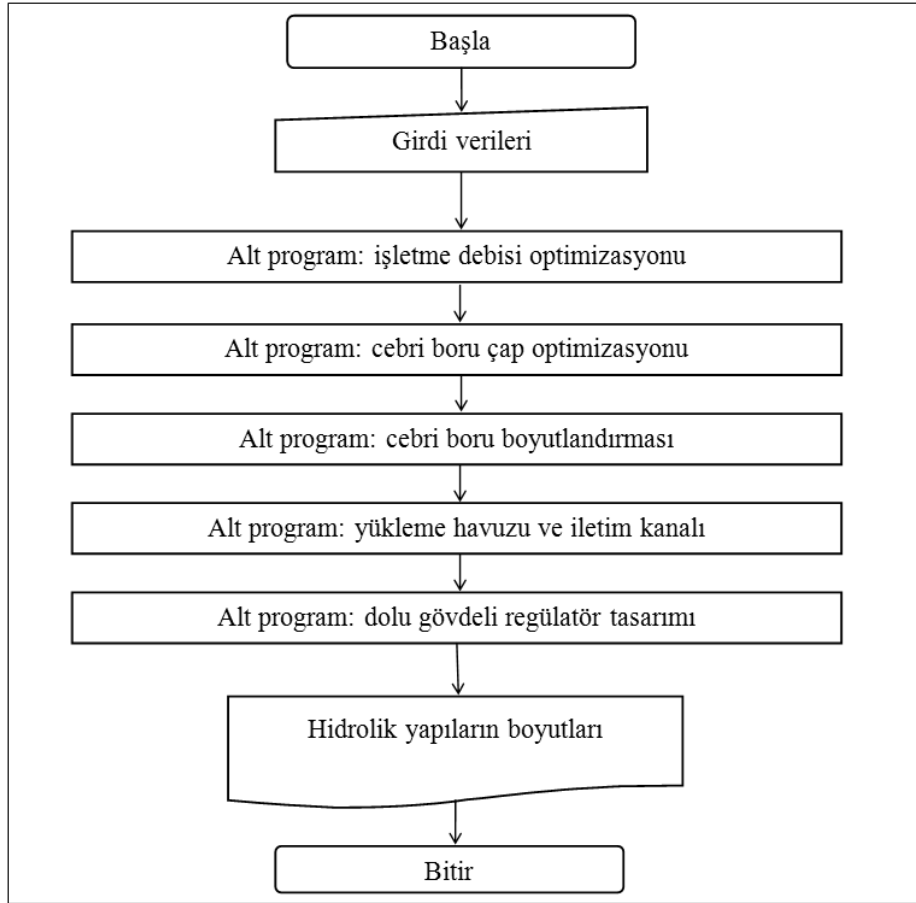 Başla
Girdi verileri
Alt program: işletme debisi optimizasyonu
Alt program: cebri boru çap optimizasyonu
Alt program: cebri boru boyutlandırması
Alt program: yükleme havuzu ve iletim kanalı
Alt program: dolu gövdeli regülatör tasarımı
Hidrolik yapıların boyutları
Bitir